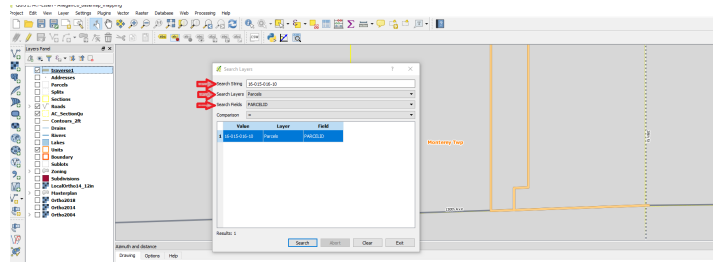 Project Edit View Layer Settings Plugins Vector Raster Database Web Processing Help
Layers Panel
Traverse1
Addresses
Parcels
Splits
Sections
Roads
AC_SectionQu
Contours_2ft
Drains
Rivers
Lakes
Units
Boundary
Sublots
Zoning
Subdivisions
LocalOrtho14_12in
Masterplan
Ortho2018
Ortho2014
Ortho2004
Search Layers
? X
Search String 16-015-016-10
Search Layers Parcels
Search Fields PARCELID
Comparison =
Value Layer Field
1 16-015-016-10 Parcels PARCELID
Results: 1
Search Abort Clear Exit
Monterey Twp
Azimuth and distance
Drawing Options Help